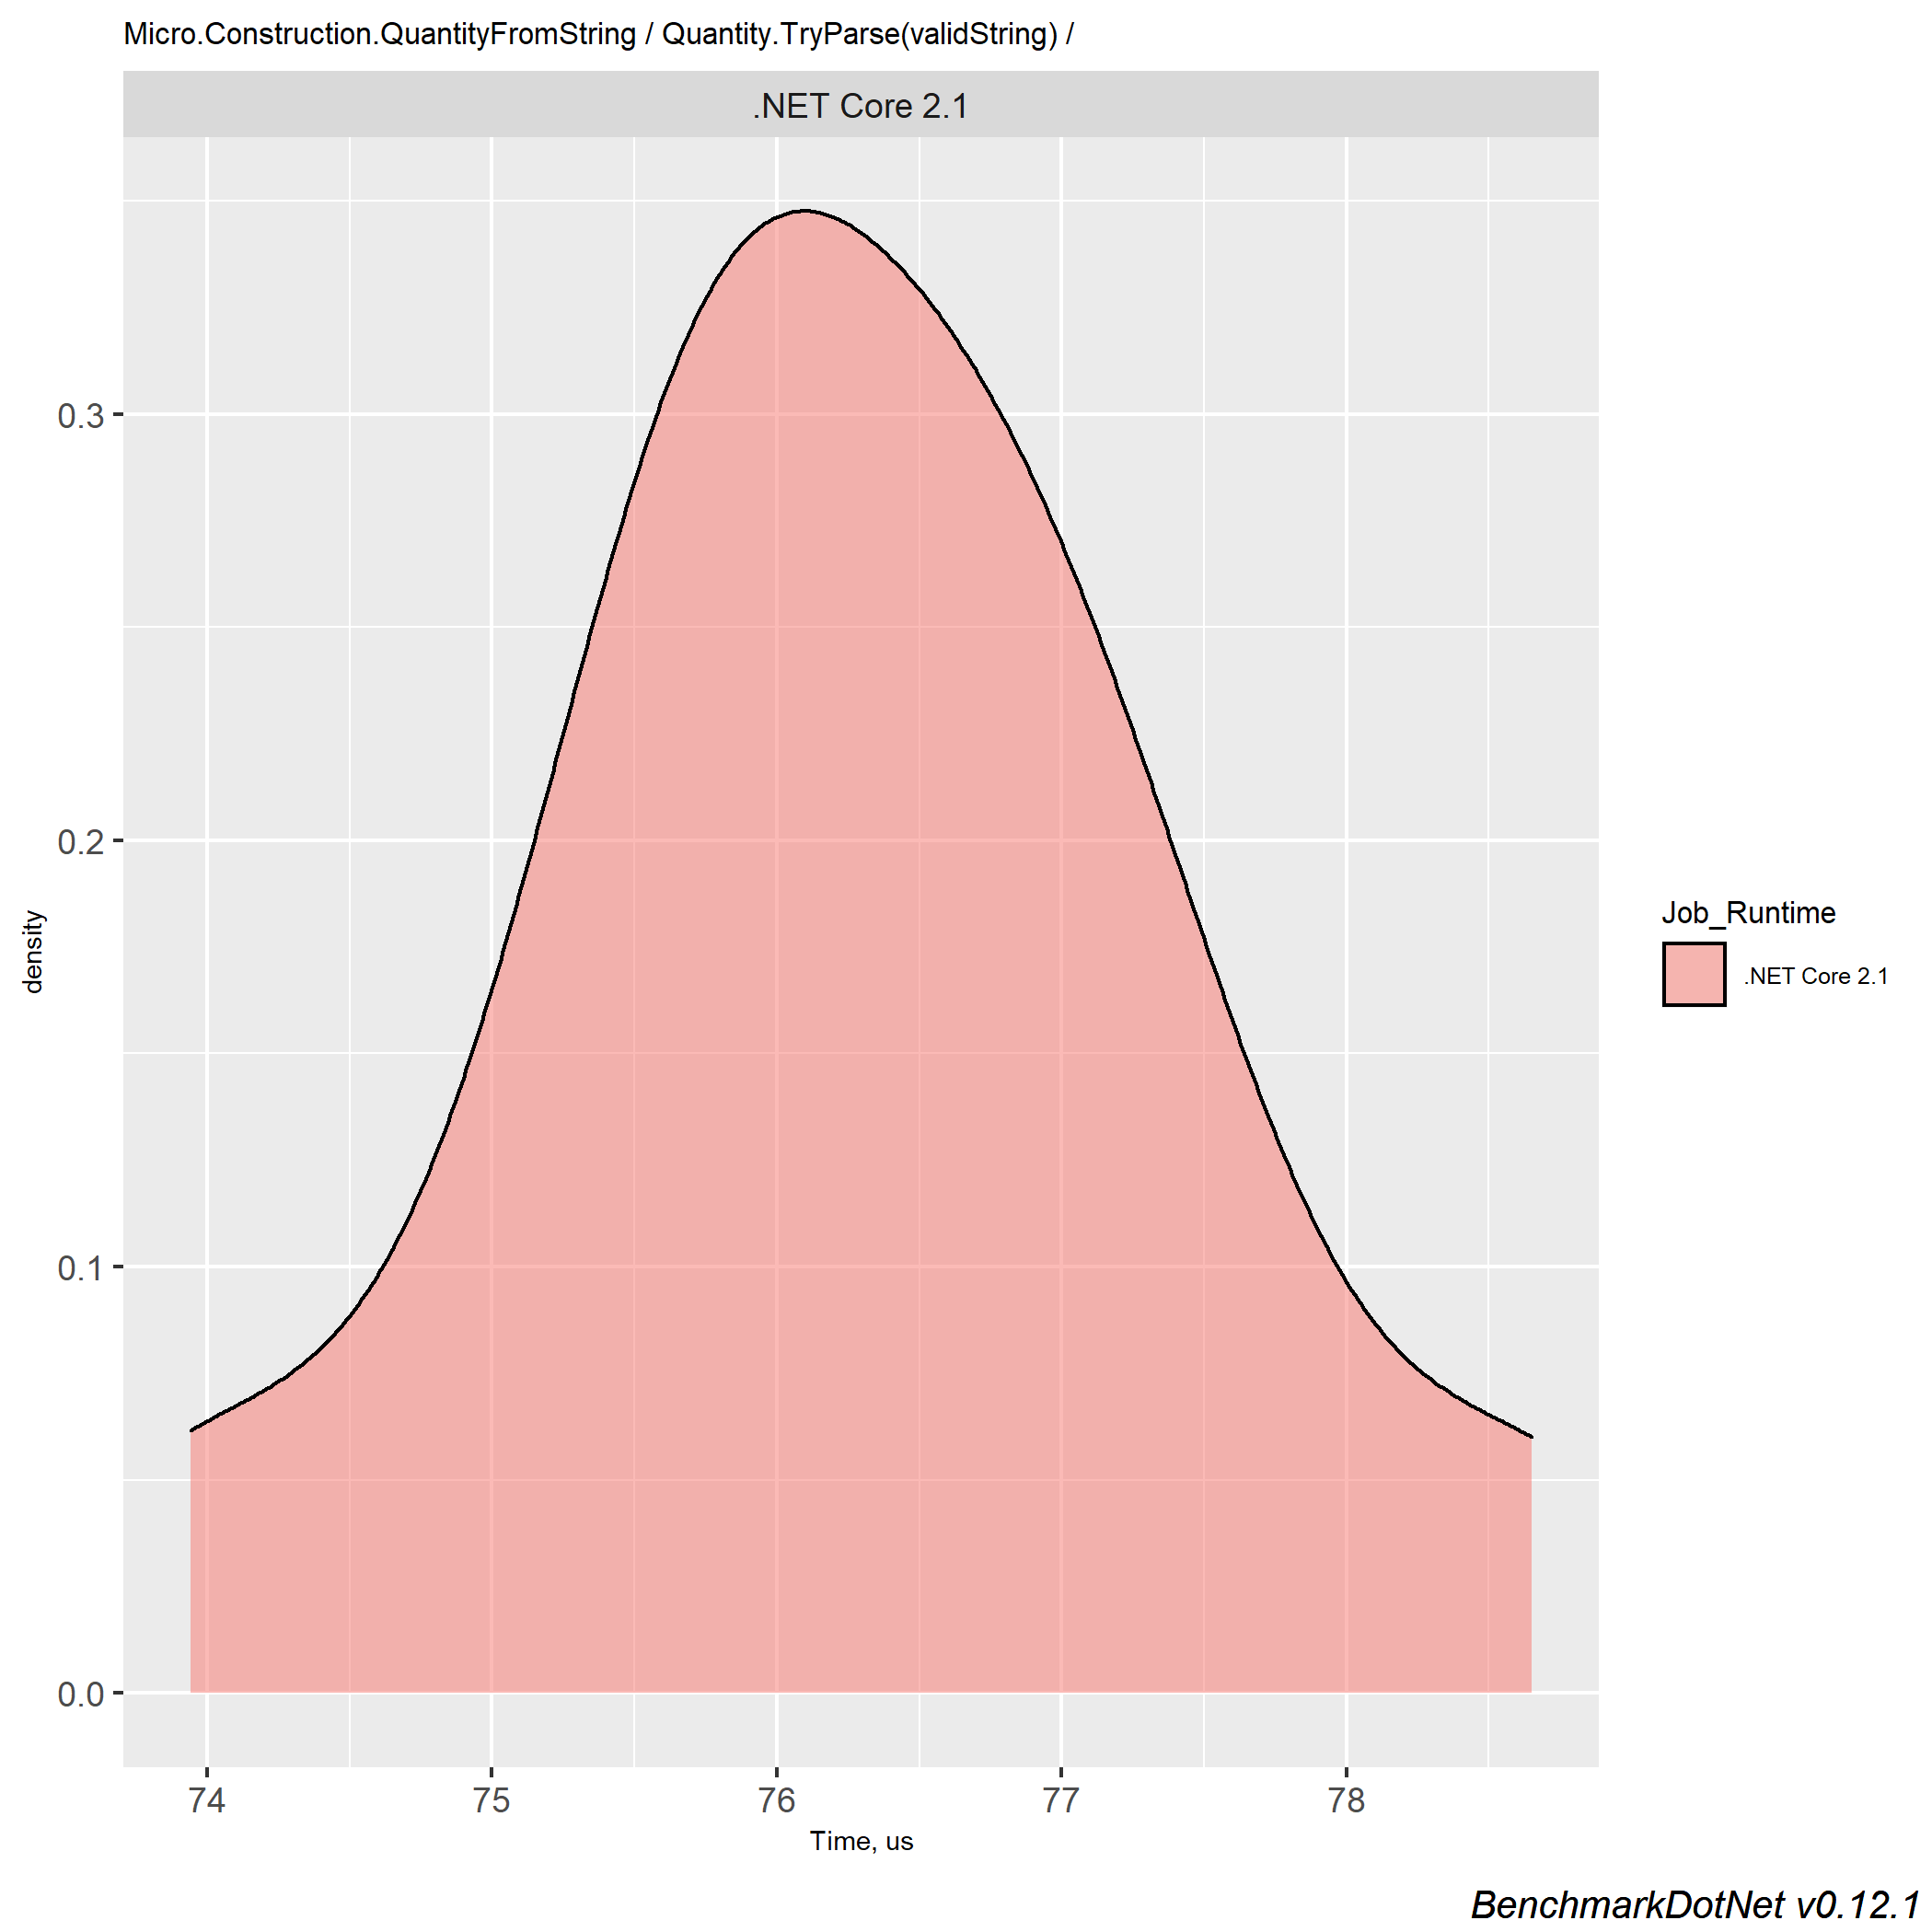 Micro.Construction.QuantityFromString / Quantity.TryParse(validString) /
.NET Core 2.1
0.3
0.2
0.1
0.0
density
74 75 76 77 78
Time, us
Job_Runtime
.NET Core 2.1
BenchmarkDotNet v0.12.1